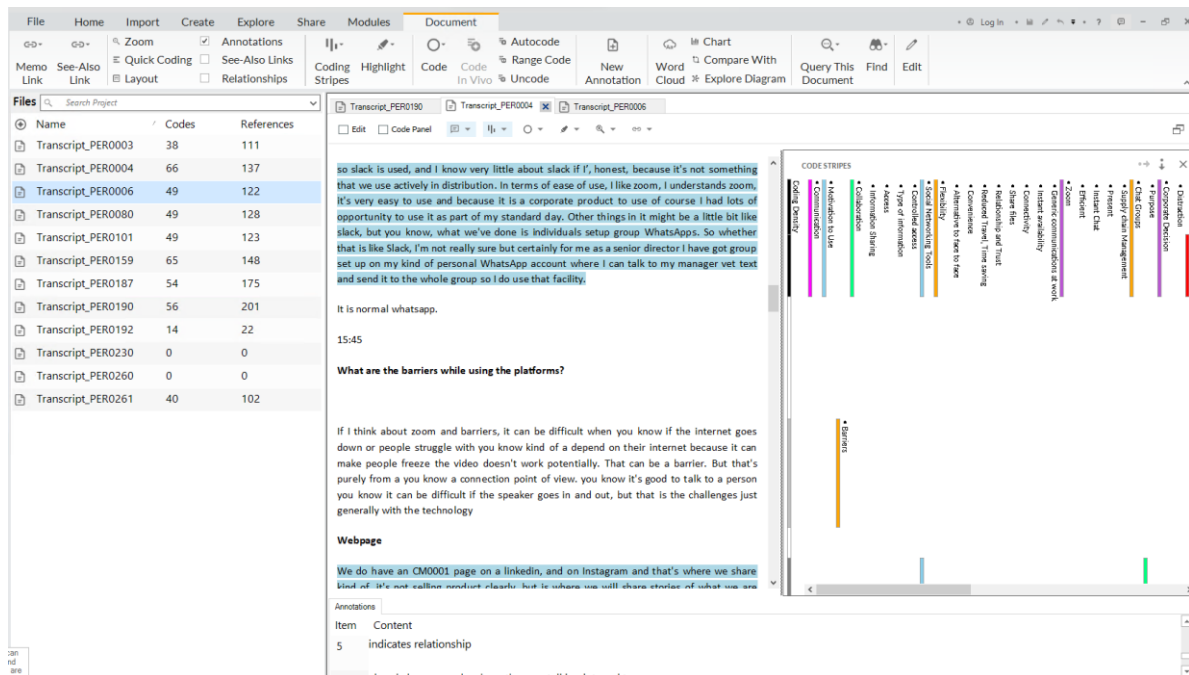 File Home Import Create Explore Share Modules Document Log In
Memo Link
See-Also Link
Zoom
Quick Coding
Layout
Annotations
See-Also Links
Relationships
Coding Stripes
Highlight
Code
Code In Vivo
Autocode
Range Code
Uncode
New Annotation
Word Cloud
Chart
Compare With
Explore Diagram
Query This Document
Find
Edit
Files Search Project
Name Codes References
Transcript_PER0003 38 111
Transcript_PER0004 66 137
Transcript_PER0006 49 122
Transcript_PER0080 49 128
Transcript_PER0101 49 123
Transcript_PER0159 65 148
Transcript_PER0187 54 175
Transcript_PER0190 56 201
Transcript_PER0192 14 22
Transcript_PER0230 0 0
Transcript_PER0260 0 0
Transcript_PER0261 40 102
Transcript_PER0190 Transcript_PER0004 Transcript_PER0006
Edit Code Panel
so slack is used, and I know very little about slack if I', honest, because it's not something
that we use actively in distribution. In terms of ease of use, I like zoom, I understands zoom,
it's very easy to use and because it is a corporate product to use of course I had lots of
opportunity to use it as part of my standard day. Other things in it might be a little bit like
slack, but you know, what we've done is individuals setup group WhatsApps. So whether
that is like Slack, I'm not really sure but certainly for me as a senior director I have got group
set up on my kind of personal WhatsApp account where I can talk to my manager vet text
and send it to the whole group so I do use that facility.
It is normal whatsapp.
15:45
What are the barriers while using the platforms?
If I think about zoom and barriers, it can be difficult when you know if the internet goes
down or people struggle with you know kind of a depend on their internet because it can
make people freeze the video doesn't work potentially. That can be a barrier. But that's
purely from a you know a connection point of view. you know it's good to talk to a person
you know it can be difficult if the speaker goes in and out, but that is the challenges just
generally with the technology
Webpage
We do have an CM0001 page on a linkedin, and on Instagram and that's where we share
kind of, it's not selling product clearly, but is where we will share stories of what we are
CODE STRIPES
Coding Density
Communication
Motivation to Use
Collaboration
Information Sharing
Access
Type of information
Controlled access
Social Networking Tools
Flexibility
Alternative to face to face
Convenience
Reduced Travel, Time saving
Relationship and Trust
Share files
Connectivity
Instant availability
Generic communications at work
Zoom
Efficient
Instant Chat
Present
Supply chain Management
Chat Groups
Purpose
Corporate Decision
Distraction
Barriers
Annotations
Item Content
5 indicates relationship
can
nd
are